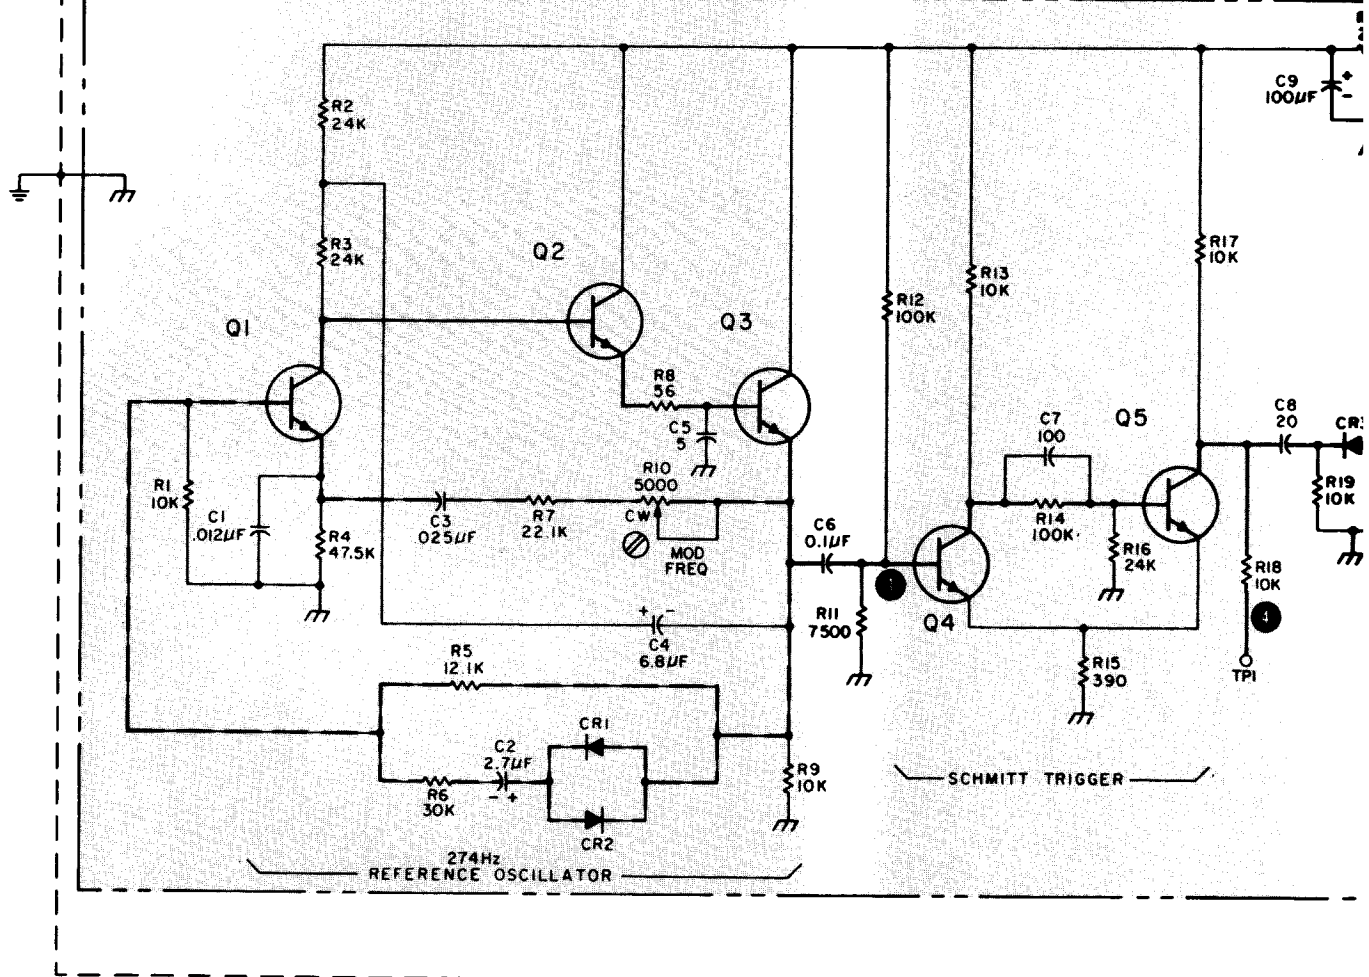 C9
100µF
+
-
R2
24K
R3
24K
Q2
R17
10K
R13
10K
R12
100K
Q1
Q3
R8
56
C5
5
C7
100
Q5
C8
20
R1
10K
C1
.012µF
R4
47.5K
C3
.025µF
R7
22.1K
R10
5000
CW
MOD
FREQ
C6
0.1µF
R14
100K
R16
24K
R19
10K
R18
10K
4
TP1
R11
7500
Q4
+ -
C4
6.8µF
R15
390
R5
12.1K
CR1
C2
2.7µF
- +
R6
30K
CR2
R9
10K
SCHMITT TRIGGER
274Hz
REFERENCE OSCILLATOR